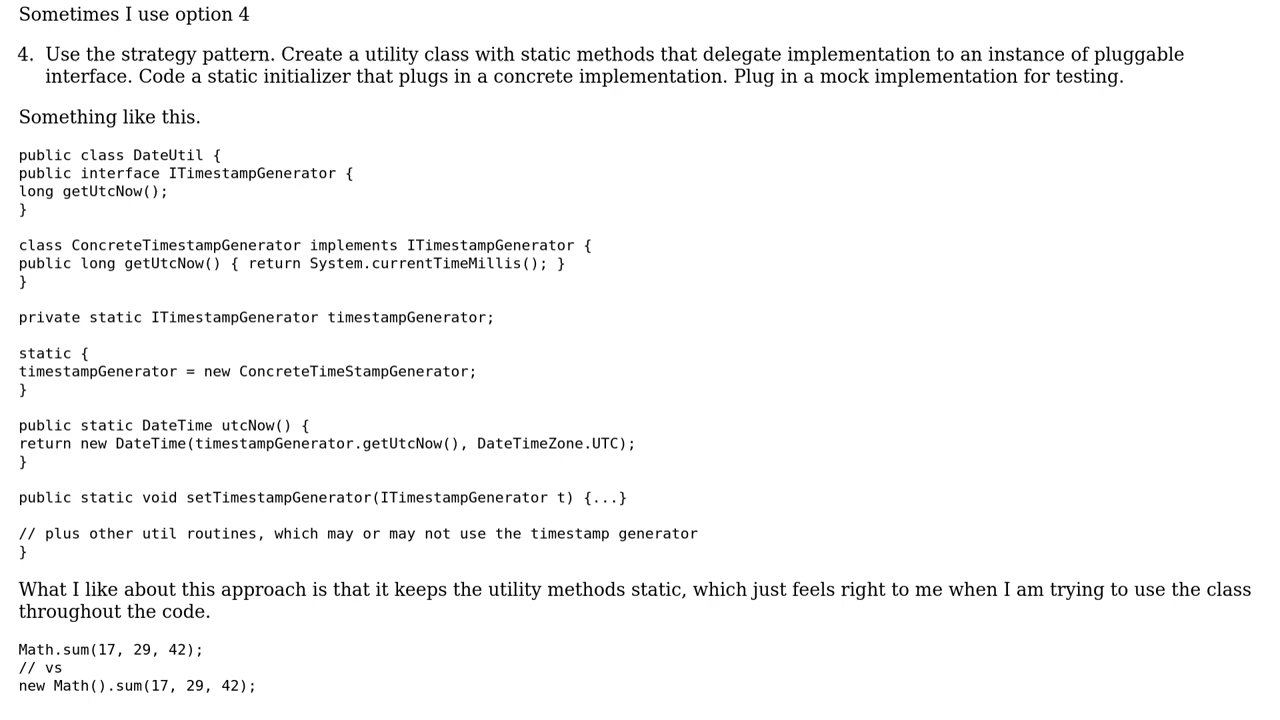 Sometimes I use option 4
4. Use the strategy pattern. Create a utility class with static methods that delegate implementation to an instance of pluggable
interface. Code a static initializer that plugs in a concrete implementation. Plug in a mock implementation for testing.
Something like this.
public class DateUtil {
public interface ITimestampGenerator {
long getUtcNow();
}
class ConcreteTimestampGenerator implements ITimestampGenerator {
public long getUtcNow() { return System.currentTimeMillis(); }
}
private static ITimestampGenerator timestampGenerator;
static {
timestampGenerator = new ConcreteTimeStampGenerator;
}
public static DateTime utcNow() {
return new DateTime(timestampGenerator.getUtcNow(), DateTimeZone.UTC);
}
public static void setTimestampGenerator(ITimestampGenerator t) {...}
// plus other util routines, which may or may not use the timestamp generator
}
What I like about this approach is that it keeps the utility methods static, which just feels right to me when I am trying to use the class
throughout the code.
Math.sum(17, 29, 42);
// vs
new Math().sum(17, 29, 42);